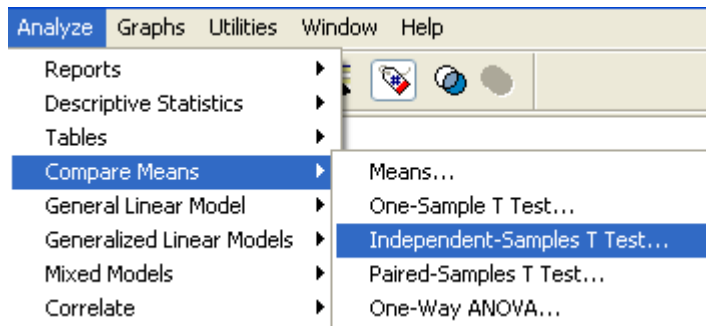 Analyze Graphs Utilities Window Help
Reports
Descriptive Statistics
Tables
Compare Means
General Linear Model
Generalized Linear Models
Mixed Models
Correlate
Means...
One-Sample T Test...
Independent-Samples T Test...
Paired-Samples T Test...
One-Way ANOVA...